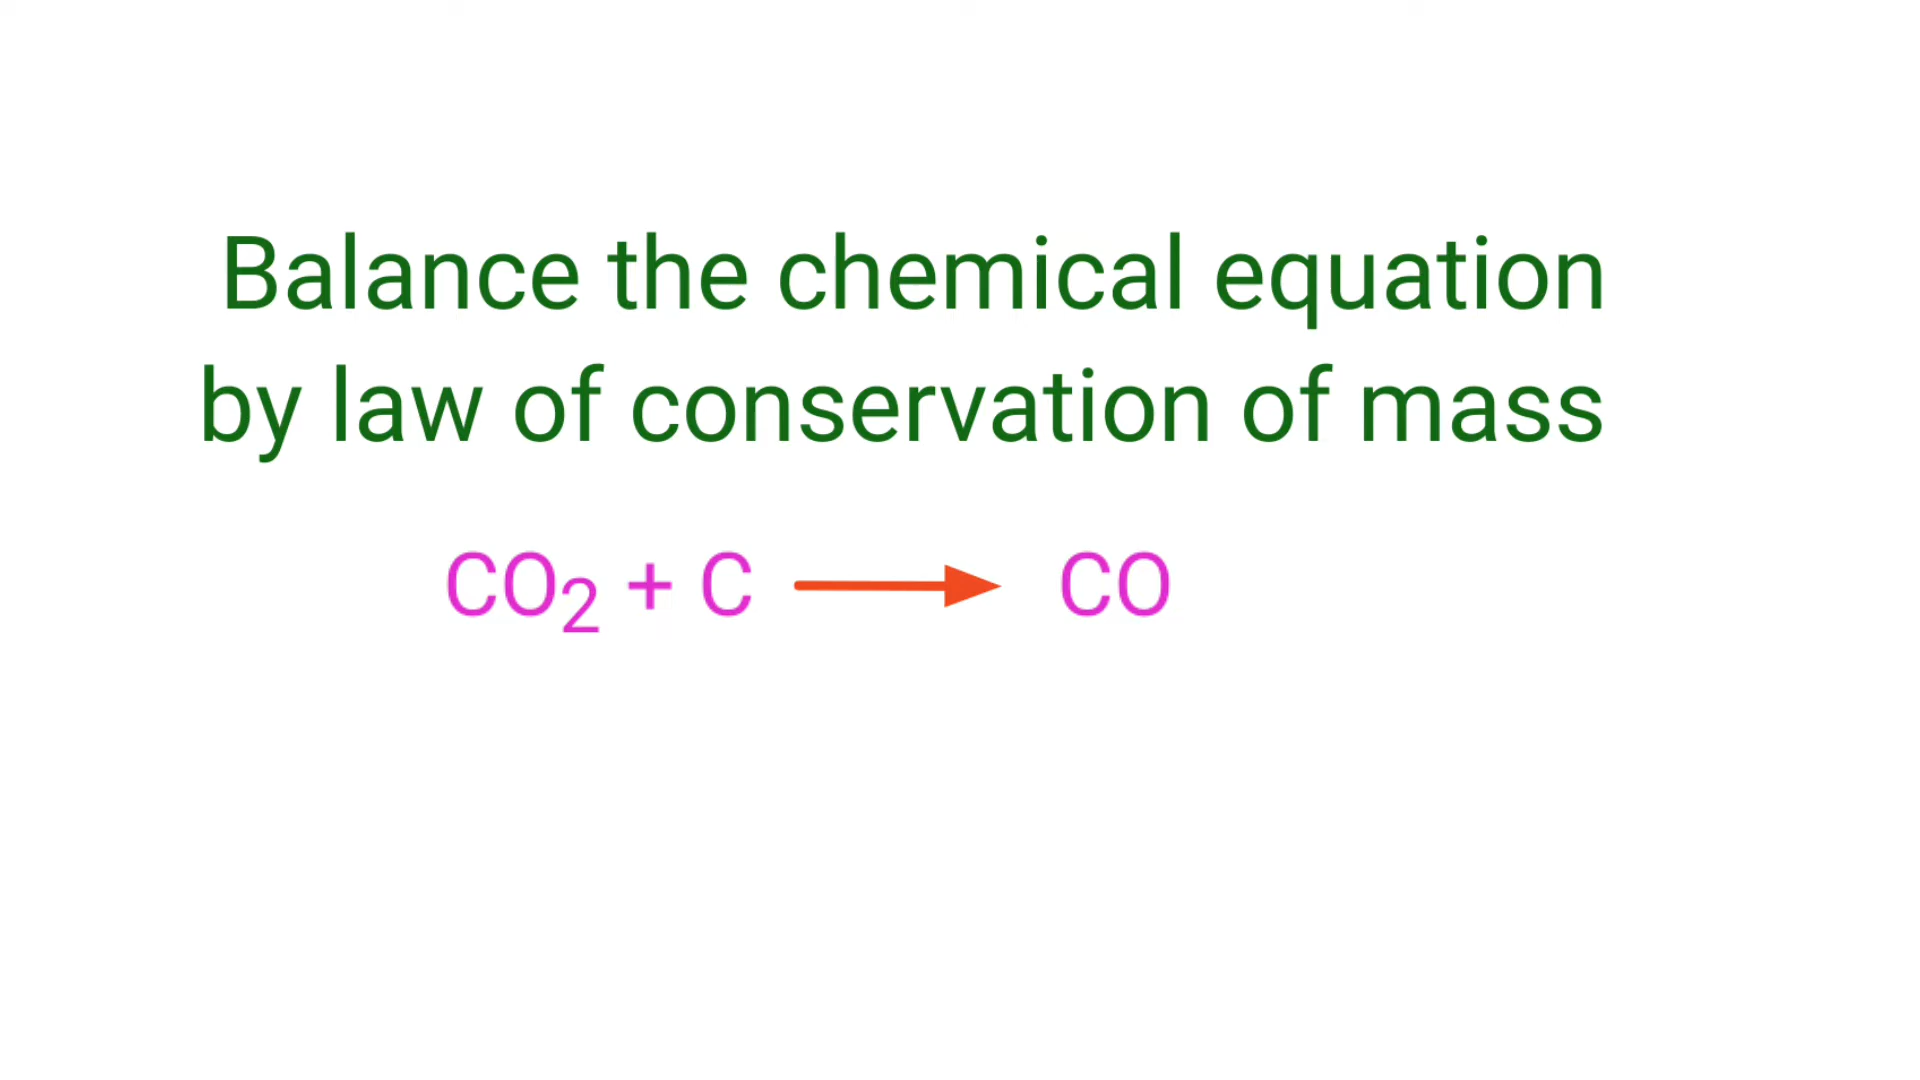 Balance the chemical equation
by law of conservation of mass
CO₂ + C ⟶ CO